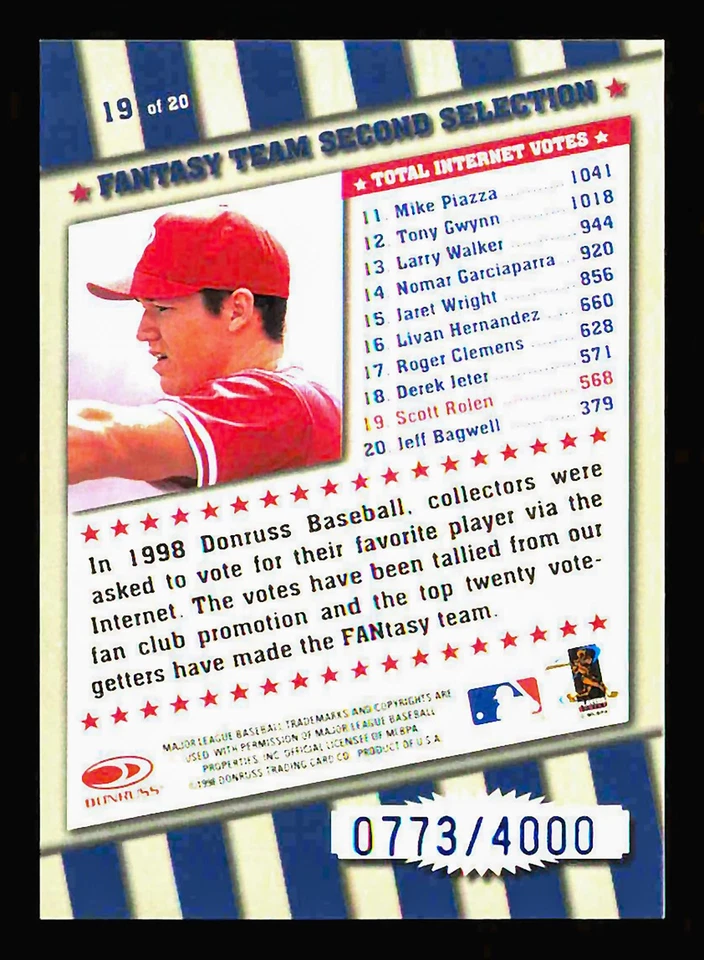 19 of 20
★ FANTASY TEAM SECOND SELECTION ★
★ TOTAL INTERNET VOTES ★
11. Mike Piazza 1041
12. Tony Gwynn 1018
13. Larry Walker 944
14. Nomar Garciaparra 920
15. Jaret Wright 856
16. Livan Hernandez 660
17. Roger Clemens 628
18. Derek Jeter 571
19. Scott Rolen 568
20. Jeff Bagwell 379
In 1998 Donruss Baseball, collectors were
asked to vote for their favorite player via the
Internet. The votes have been tallied from our
fan club promotion and the top twenty vote-
getters have made the FANtasy team.
MAJOR LEAGUE BASEBALL TRADEMARKS AND COPYRIGHTS ARE
USED WITH PERMISSION OF MAJOR LEAGUE BASEBALL
PROPERTIES, INC. OFFICIAL LICENSEE OF MLBPA
©1998 DONRUSS TRADING CARD CO. PRODUCT OF U.S.A.
DONRUSS
0773/4000